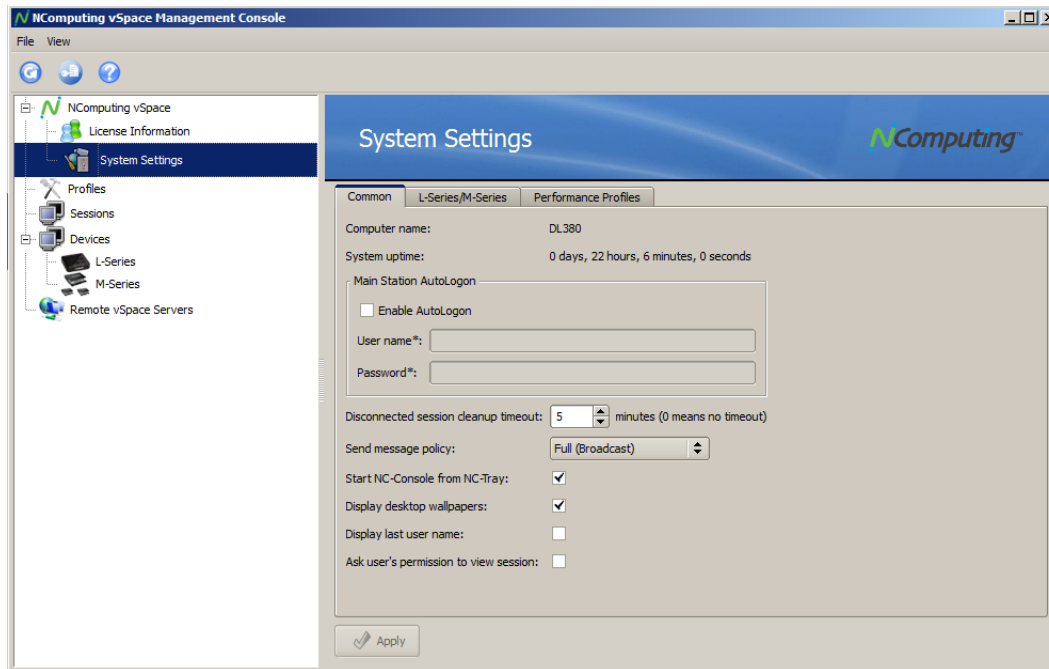 NComputing vSpace Management Console
File View
NComputing vSpace
License Information
System Settings
Profiles
Sessions
Devices
L-Series
M-Series
Remote vSpace Servers
System Settings
NComputing™
Common L-Series/M-Series Performance Profiles
Computer name: DL380
System uptime: 0 days, 22 hours, 6 minutes, 0 seconds
Main Station AutoLogon
Enable AutoLogon
User name*:
Password*:
Disconnected session cleanup timeout: 5 minutes (0 means no timeout)
Send message policy: Full (Broadcast)
Start NC-Console from NC-Tray:
Display desktop wallpapers:
Display last user name:
Ask user's permission to view session:
Apply